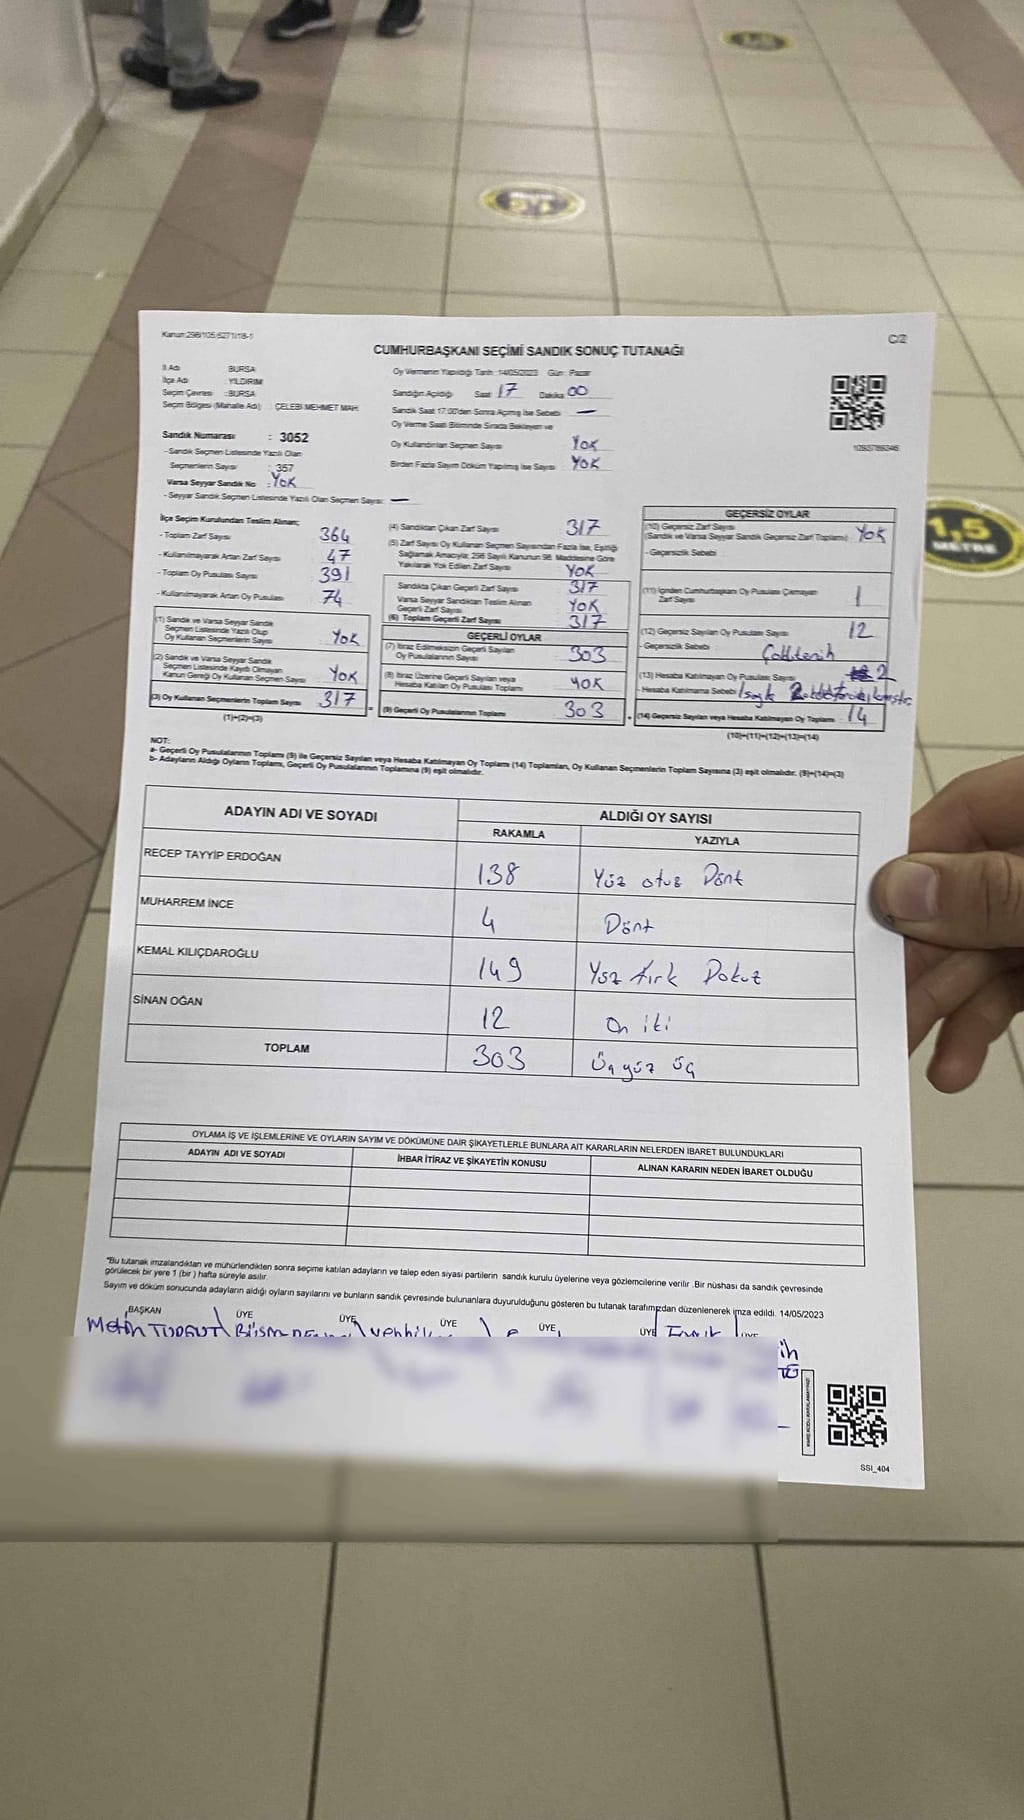 Kanun:298/105;6271/18-1
C/2
CUMHURBAŞKANI SEÇİMİ SANDIK SONUÇ TUTANAĞI
İl Adı : BURSA
İlçe Adı : YILDIRIM
Seçim Çevresi : BURSA
Seçim Bölgesi (Mahalle Adı) : ÇELEBİ MEHMET MAH.
Sandık Numarası : 3052
- Sandık Seçmen Listesinde Yazılı Olan
Seçmenlerin Sayısı : 357
Varsa Seyyar Sandık No : YOK
- Seyyar Sandık Seçmen Listesinde Yazılı Olan Seçmen Sayısı: —
Oy Vermenin Yapıldığı Tarih :14/05/2023 Gün : Pazar
Sandığın Açıldığı Saat 17 Dakika 00
Sandık Saat 17:00'den Sonra Açılmış İse Sebebi —
Oy Verme Saati Bitiminde Sırada Bekleyen ve
Oy Kullandırılan Seçmen Sayısı YOK
Birden Fazla Sayım Döküm Yapılmış İse Sayısı YOK
10937789346
İlçe Seçim Kurulundan Teslim Alınan;
- Toplam Zarf Sayısı 364
- Kullanılmayarak Artan Zarf Sayısı 47
- Toplam Oy Pusulası Sayısı 391
- Kullanılmayarak Artan Oy Pusulası 74
(1) Sandık ve Varsa Seyyar Sandık
Seçmen Listesinde Yazılı Olup
Oy Kullanan Seçmenlerin Sayısı YOK
(2) Sandık ve Varsa Seyyar Sandık
Seçmen Listesinde Kaydı Olmayan
Kanun Gereği Oy Kullanan Seçmen Sayısı YOK
(3) Oy Kullanan Seçmenlerin Toplam Sayısı 317
(1)+(2)=(3)
(4) Sandıktan Çıkan Zarf Sayısı 317
(5) Zarf Sayısı Oy Kullanan Seçmen Sayısından Fazla İse, Eşitliği
Sağlamak Amacıyla; 298 Sayılı Kanunun 98. Maddesine Göre
Yakılarak Yok Edilen Zarf Sayısı YOK
Sandıkta Çıkan Geçerli Zarf Sayısı 317
Varsa Seyyar Sandıktan Teslim Alınan
Geçerli Zarf Sayısı YOK
(6) Toplam Geçerli Zarf Sayısı 317
GEÇERLİ OYLAR
(7) İtiraz Edilmeksizin Geçerli Sayılan
Oy Pusulalarının Sayısı 303
(8) İtiraz Üzerine Geçerli Sayılan veya
Hesaba Katılan Oy Pusulası Toplamı YOK
(9) Geçerli Oy Pusulalarının Toplamı 303
GEÇERSİZ OYLAR
(10) Geçersiz Zarf Sayısı
(Sandık ve Varsa Seyyar Sandık Geçersiz Zarf Toplamı) YOK
- Geçersizlik Sebebi :
(11) İçinden Cumhurbaşkanı Oy Pusulası Çıkmayan
Zarf Sayısı 1
(12) Geçersiz Sayılan Oy Pusulası Sayısı 12
- Geçersizlik Sebebi :
(13) Hesaba Katılmayan Oy Pusulası Sayısı 2
- Hesaba Katılmama Sebebi
(14) Geçersiz Sayılan veya Hesaba Katılmayan Oy Toplamı 14
(10)+(11)+(12)+(13)=(14)
NOT:
a- Geçerli Oy Pusulalarının Toplamı (9) ile Geçersiz Sayılan veya Hesaba Katılmayan Oy Toplamı (14) Toplamları, Oy Kullanan Seçmenlerin Toplam Sayısına (3) eşit olmalıdır. (9)+(14)=(3)
b- Adayların Aldığı Oyların Toplamı, Geçerli Oy Pusulalarının Toplamına (9) eşit olmalıdır.
ADAYIN ADI VE SOYADI
ALDIĞI OY SAYISI
RAKAMLA YAZIYLA
RECEP TAYYİP ERDOĞAN 138 Yüz otuz Dört
MUHARREM İNCE 4 Dört
KEMAL KILIÇDAROĞLU 149 Yüz kırk Dokuz
SİNAN OĞAN 12 On iki
TOPLAM 303 Üçyüz üç
OYLAMA İŞ VE İŞLEMLERİNE VE OYLARIN SAYIM VE DÖKÜMÜNE DAİR ŞİKAYETLERLE BUNLARA AİT KARARLARIN NELERDEN İBARET BULUNDUKLARI
ADAYIN ADI VE SOYADI İHBAR İTİRAZ VE ŞİKAYETİN KONUSU ALINAN KARARIN NEDEN İBARET OLDUĞU
*Bu tutanak imzalandıktan ve mühürlendikten sonra seçime katılan adayların ve talep eden siyasi partilerin sandık kurulu üyelerine veya gözlemcilerine verilir .Bir nüshası da sandık çevresinde
görülecek bir yere 1 (bir ) hafta süreyle asılır.
Sayım ve döküm sonucunda adayların aldığı oyların sayılarını ve bunların sandık çevresinde bulunanlara duyurulduğunu gösteren bu tutanak tarafımızdan düzenlenerek imza edildi. 14/05/2023
BAŞKAN ÜYE ÜYE ÜYE ÜYE ÜYE ÜYE
Metin
SSI_404
1,5
METRE